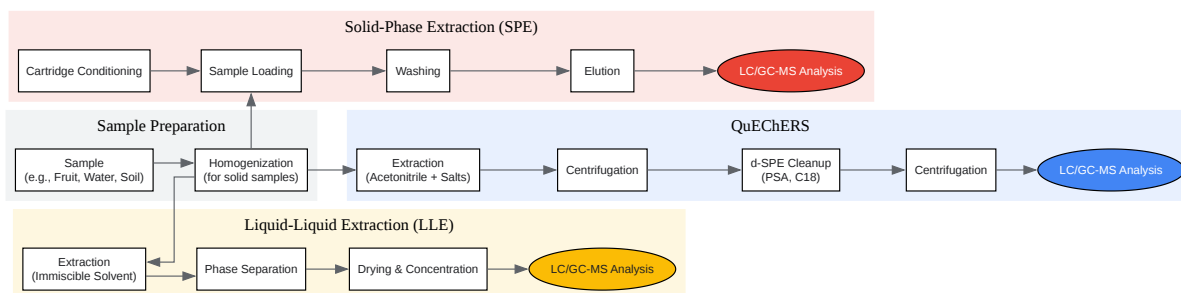 Solid-Phase Extraction (SPE)
Cartridge Conditioning
Sample Loading
Washing
Elution
LC/GC-MS Analysis
Sample Preparation
Sample
(e.g., Fruit, Water, Soil)
Homogenization
(for solid samples)
QuEChERS
Extraction
(Acetonitrile + Salts)
Centrifugation
d-SPE Cleanup
(PSA, C18)
Centrifugation
LC/GC-MS Analysis
Liquid-Liquid Extraction (LLE)
Extraction
(Immiscible Solvent)
Phase Separation
Drying & Concentration
LC/GC-MS Analysis